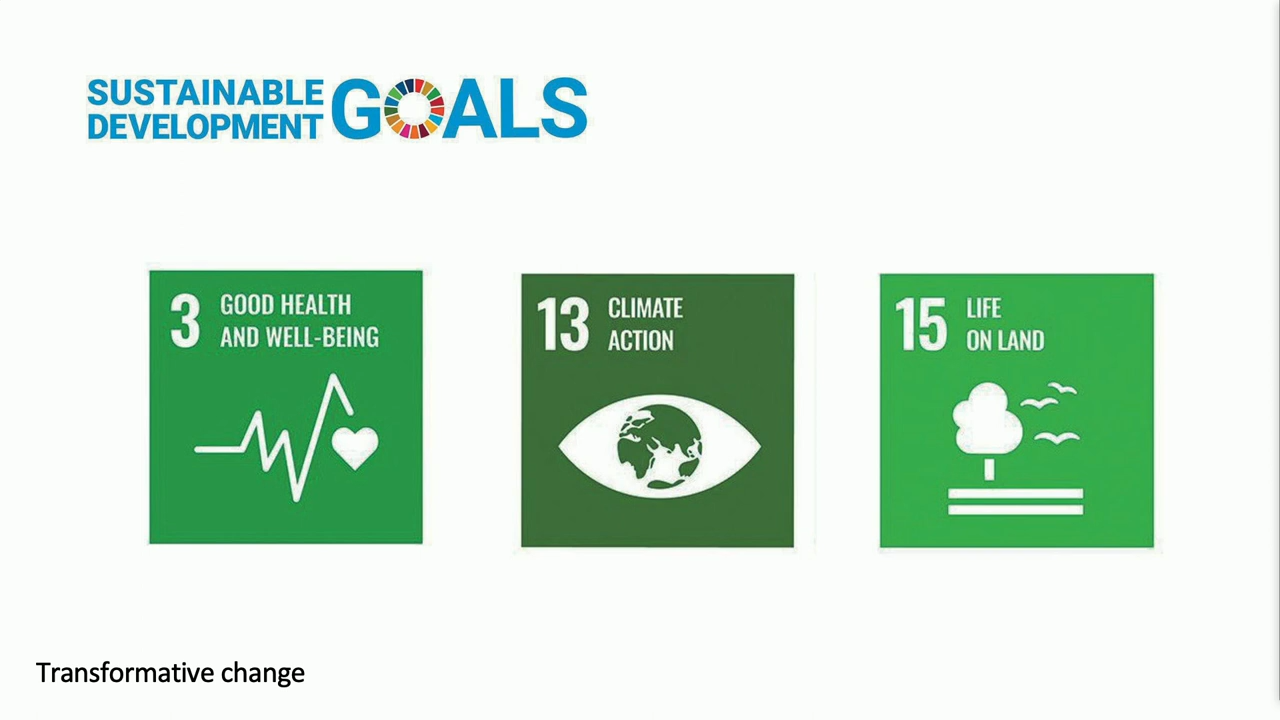 SUSTAINABLE
DEVELOPMENT
GOALS
3 GOOD HEALTH
AND WELL-BEING
13 CLIMATE
ACTION
15 LIFE
ON LAND
Transformative change